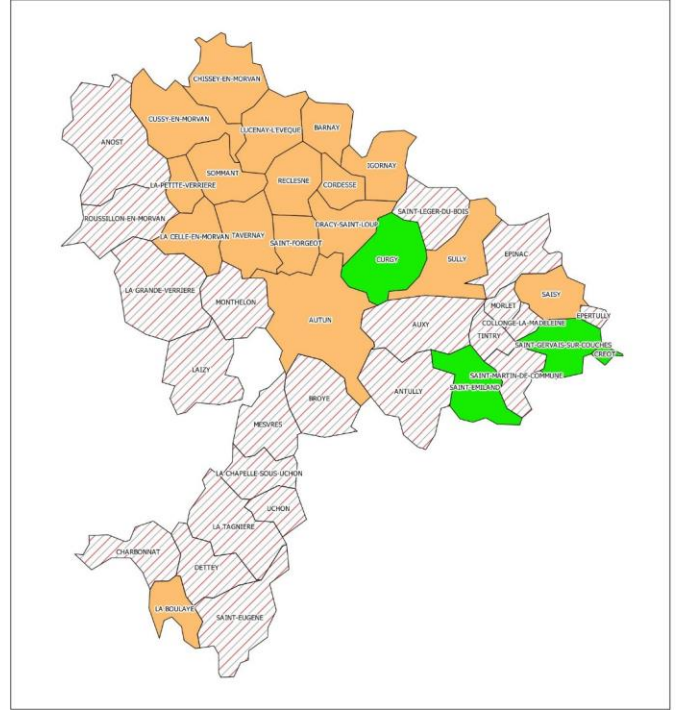 CHISSEY-EN-MORVAN
CUSSY-EN-MORVAN
LUCENAY-L'EVEQUE
BARNAY
ANOST
SOMMANT
IGORNAY
LA-PETITE-VERRIERE
RECLESNE
CORDESSE
ROUSSILLON-EN-MORVAN
SAINT-LEGER-DU-BOIS
DRACY-SAINT-LOUP
LA CELLE-EN-MORVAN
TAVERNAY
SAINT-FORGEOT
EPINAC
CURGY
SULLY
LA-GRANDE-VERRIERE
MONTHELON
SAISY
MORLET
EPERTULLY
AUTUN
AUXY
COLLONGE-LA-MADELEINE
TINTRY
SAINT-GERVAIS-SUR-COUCHES
CREOT
LAIZY
SAINT-MARTIN-DE-COMMUNE
SAINT-EMILAND
ANTULLY
BROYE
MESVRES
LA CHAPELLE-SOUS-UCHON
UCHON
LA TAGNIERE
CHARBONNAT
DETTEY
LA BOULAYE
SAINT-EUGENE